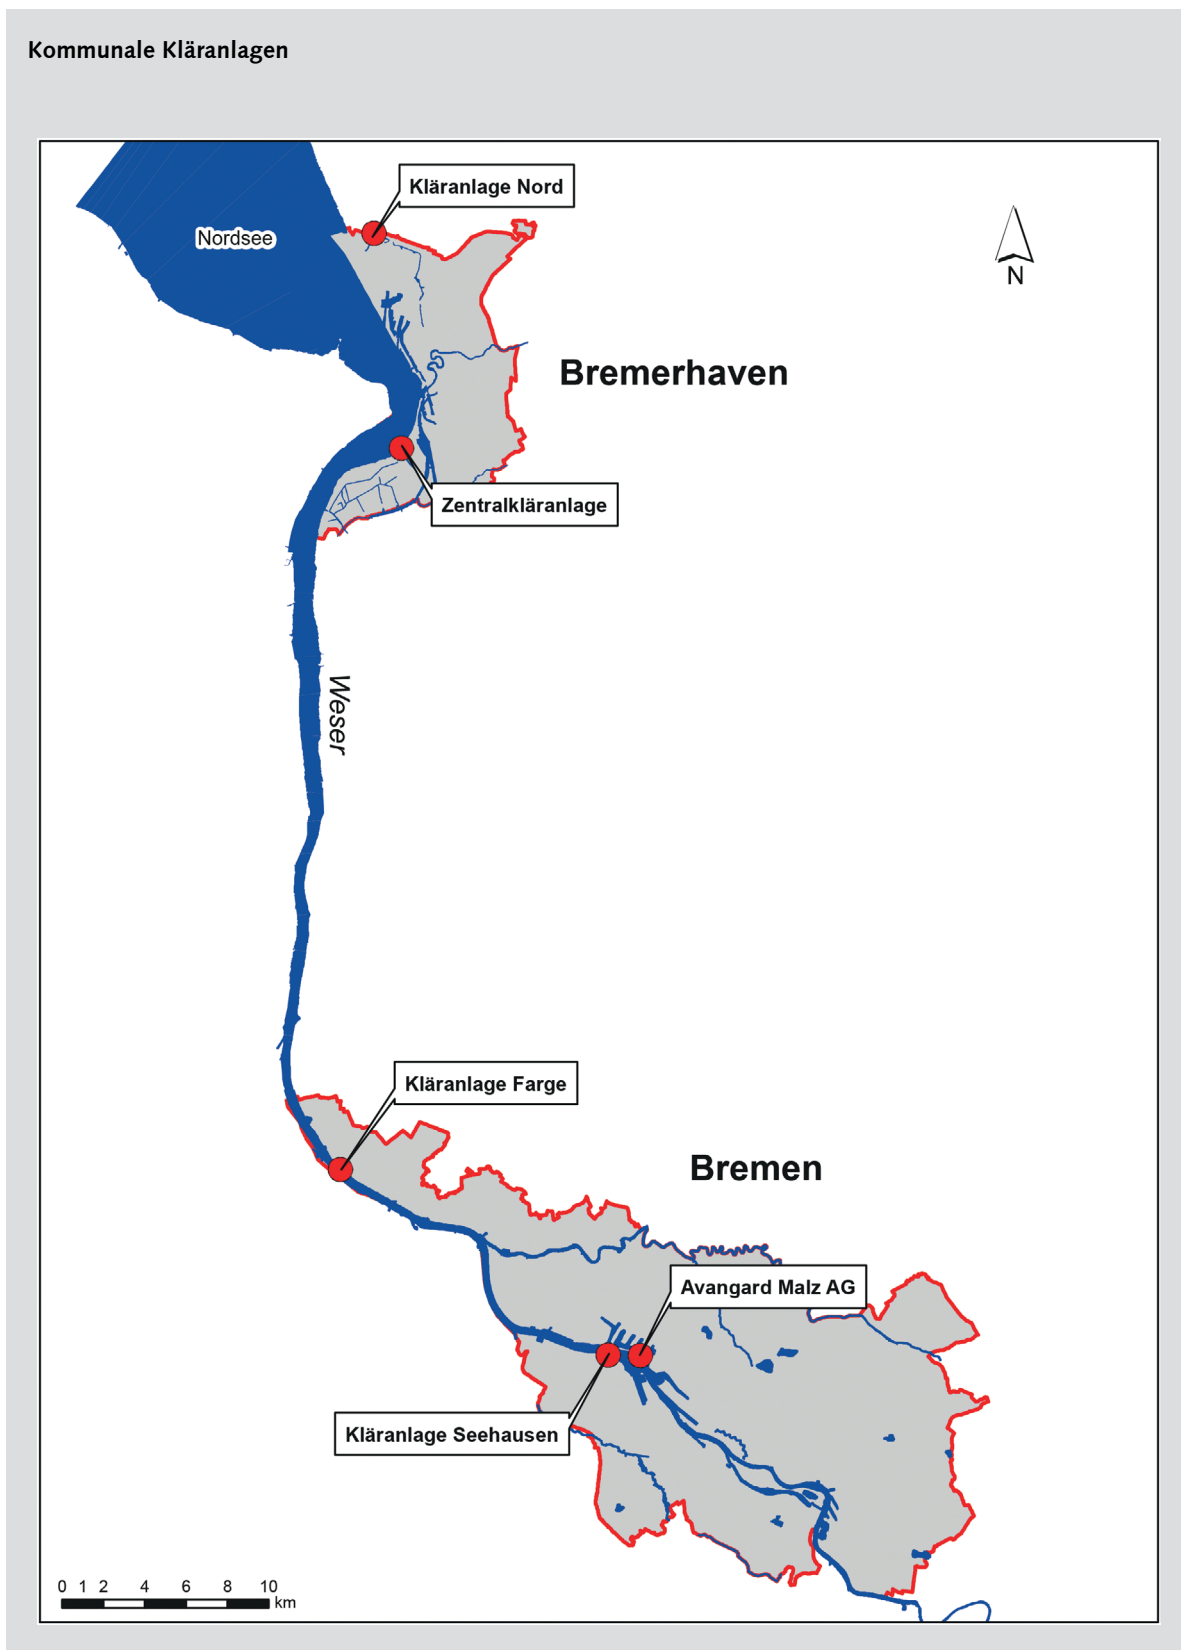 Kommunale Kläranlagen
Kläranlage Nord
Nordsee
N
Bremerhaven
Zentralkläranlage
Weser
Kläranlage Farge
Bremen
Avangard Malz AG
Kläranlage Seehausen
0 1 2 4 6 8 10
km